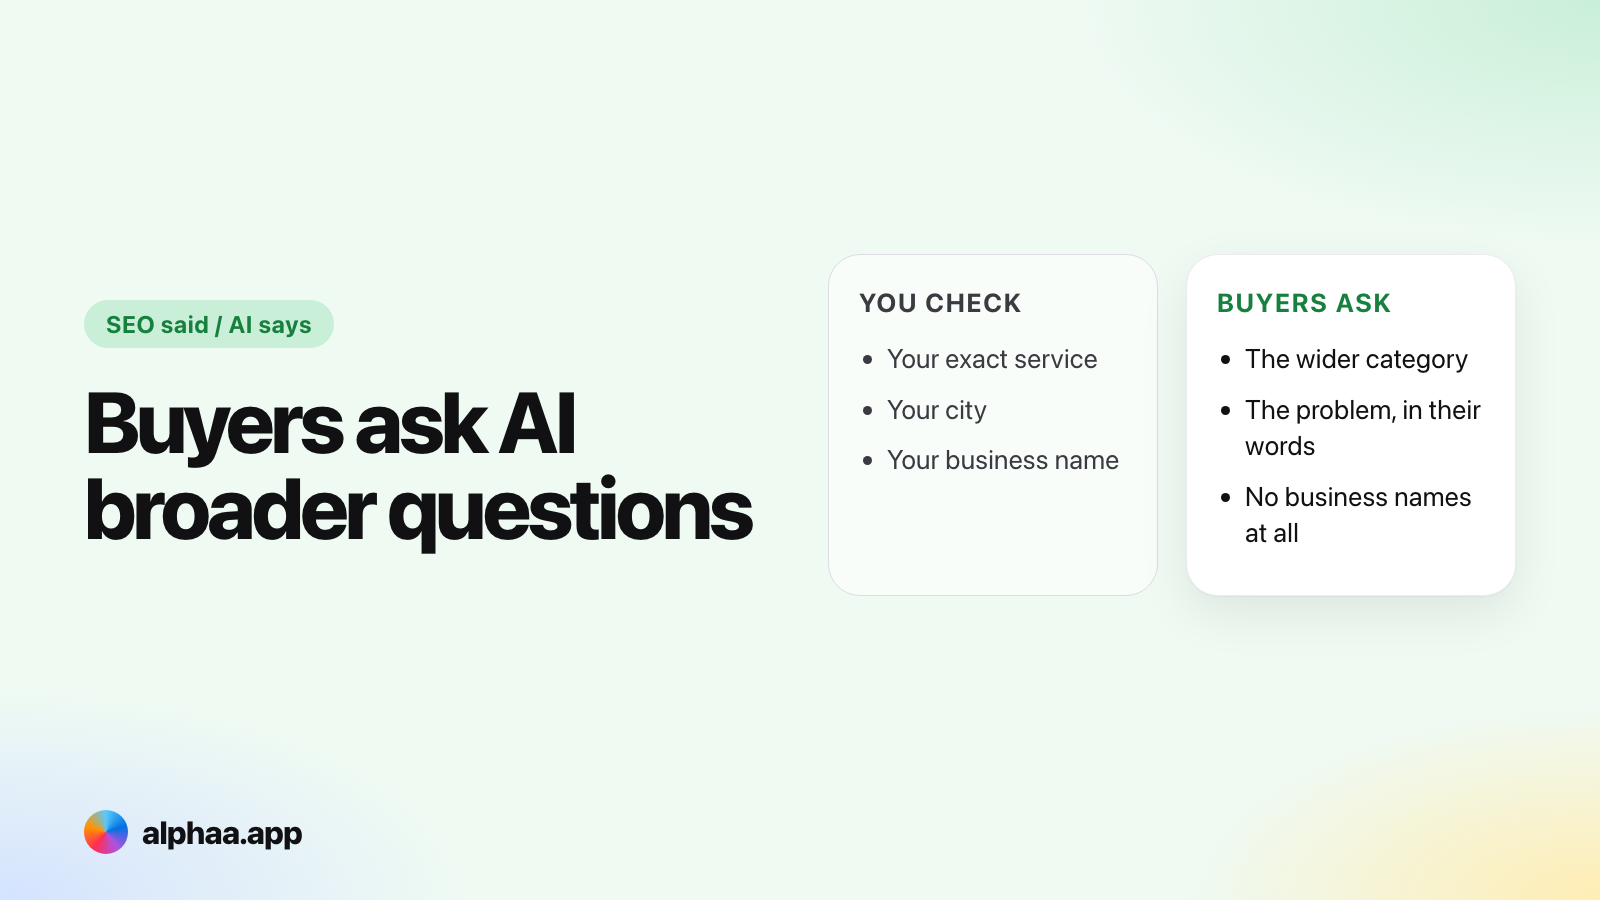 SEO said / AI says
Buyers ask AI
broader questions
YOU CHECK
• Your exact service
• Your city
• Your business name
BUYERS ASK
• The wider category
• The problem, in their
words
• No business names
at all
alphaa.app